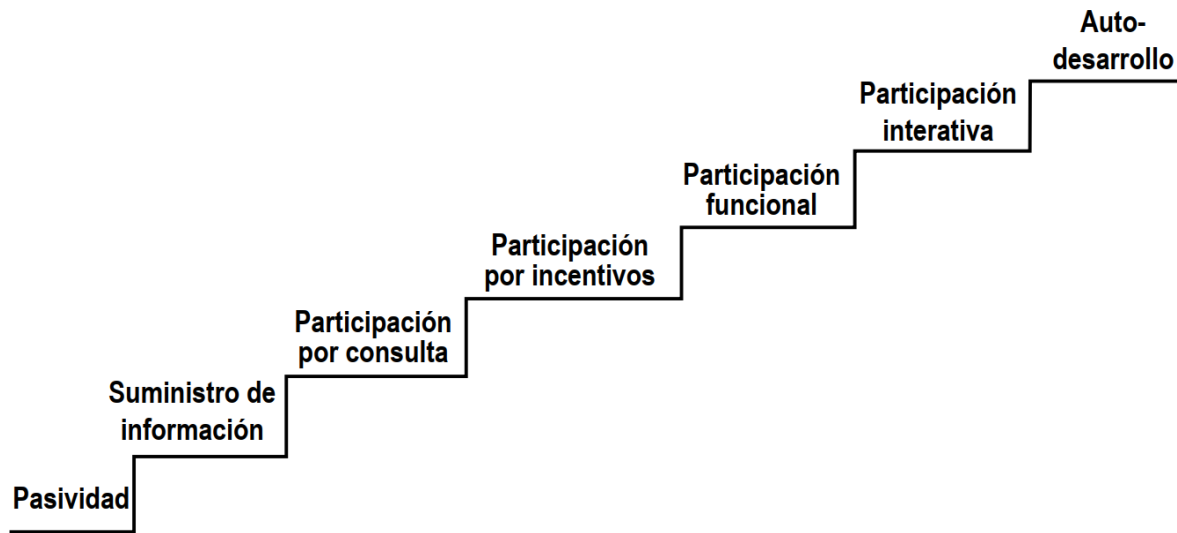 Auto-
desarrollo
Participación
interativa
Participación
funcional
Participación
por incentivos
Participación
por consulta
Suministro de
información
Pasividad